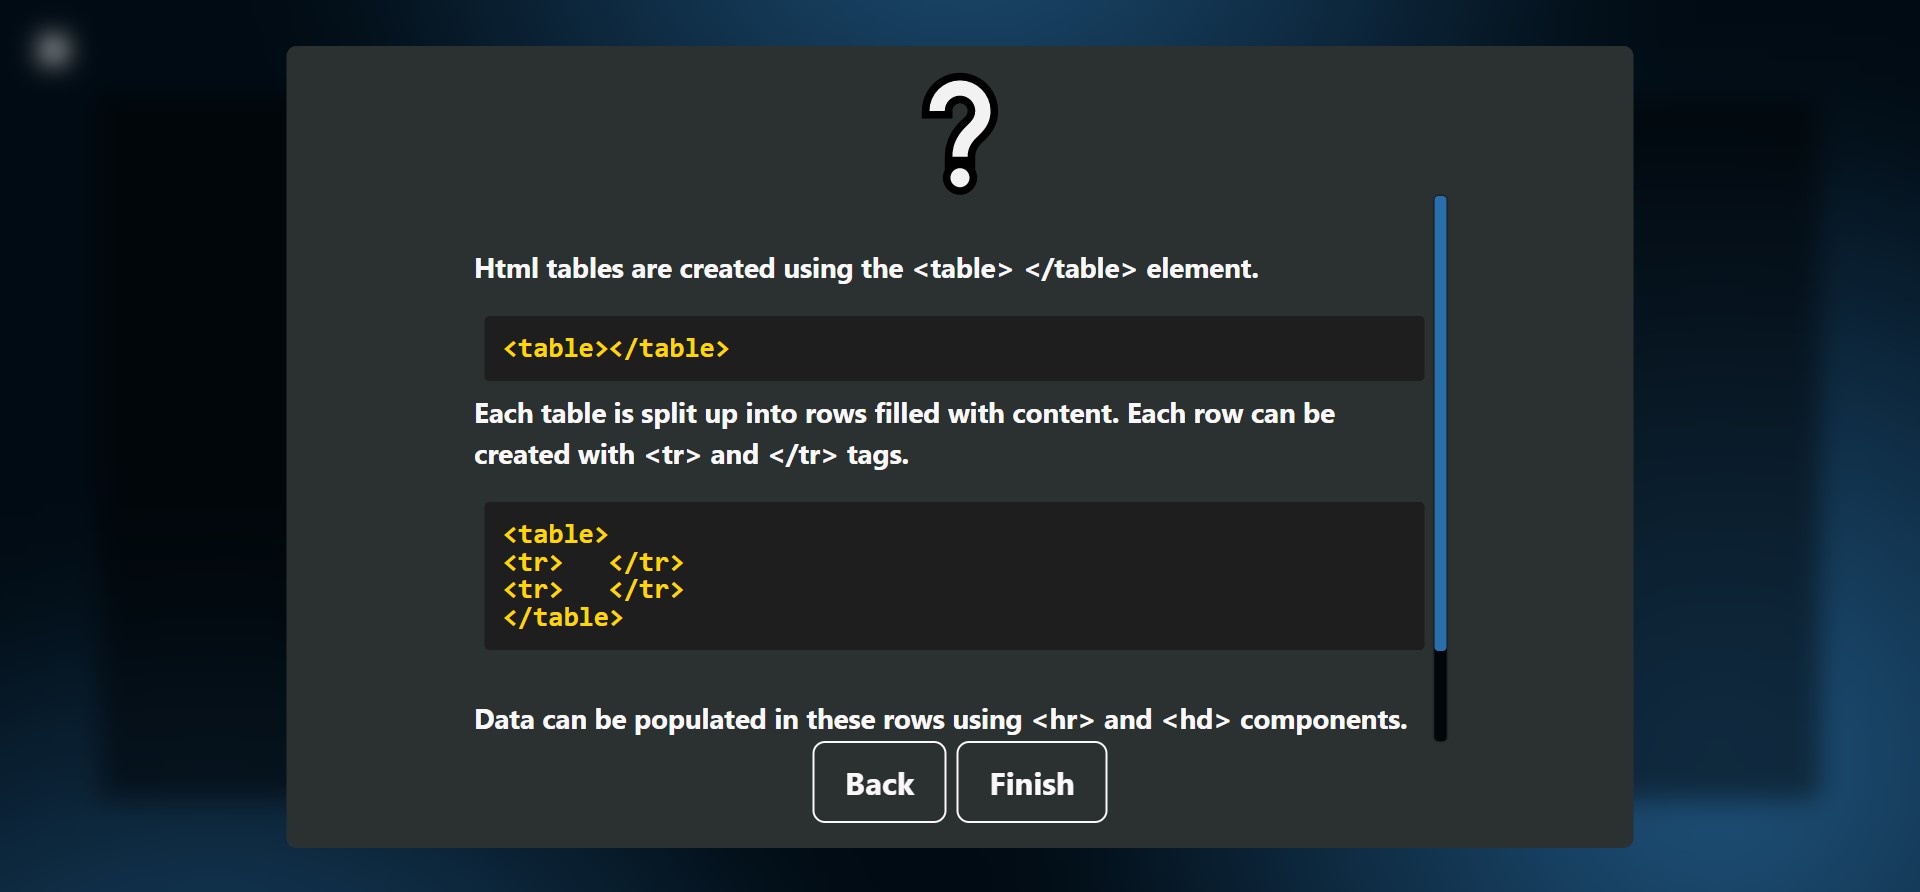 ?
Html tables are created using the <table> </table> element.
<table></table>
Each table is split up into rows filled with content. Each row can be
created with <tr> and </tr> tags.
<table>
<tr>   </tr>
<tr>   </tr>
</table>
Data can be populated in these rows using <hr> and <hd> components.
Back Finish